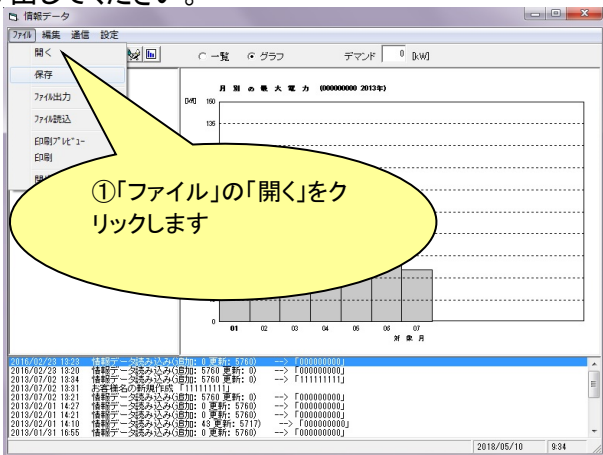 出してください。
情報データ
ファイル 編集 通信 設定
開く
保存
ファイル出力
ファイル読込
印刷プレビュー
印刷
一覧 グラフ デマンド 0 [kW]
月別の最大電力 (000000000 2013年)
[kW] 160
136
①「ファイル」の「開く」をク
リックします
0
01 02 03 04 05 06 07
対象月
2016/02/23 13:23 情報データ読み込み(追加: 0 更新: 5760) --> 「000000000」
2016/02/23 13:20 情報データ読み込み(追加: 5760 更新: 0) --> 「000000000」
2013/07/02 13:34 情報データ読み込み(追加: 5760 更新: 0) --> 「111111111」
2013/07/02 13:31 お客様名の新規作成 「111111111」
2013/07/02 13:21 情報データ読み込み(追加: 5760 更新: 0) --> 「000000000」
2013/02/01 14:27 情報データ読み込み(追加: 0 更新: 5760) --> 「000000000」
2013/02/01 14:21 情報データ読み込み(追加: 0 更新: 5760) --> 「000000000」
2013/02/01 14:10 情報データ読み込み(追加: 43 更新: 5717) --> 「000000000」
2013/01/31 16:55 情報データ読み込み(追加: 0 更新: 5760) --> 「000000000」
2018/05/10 9:34